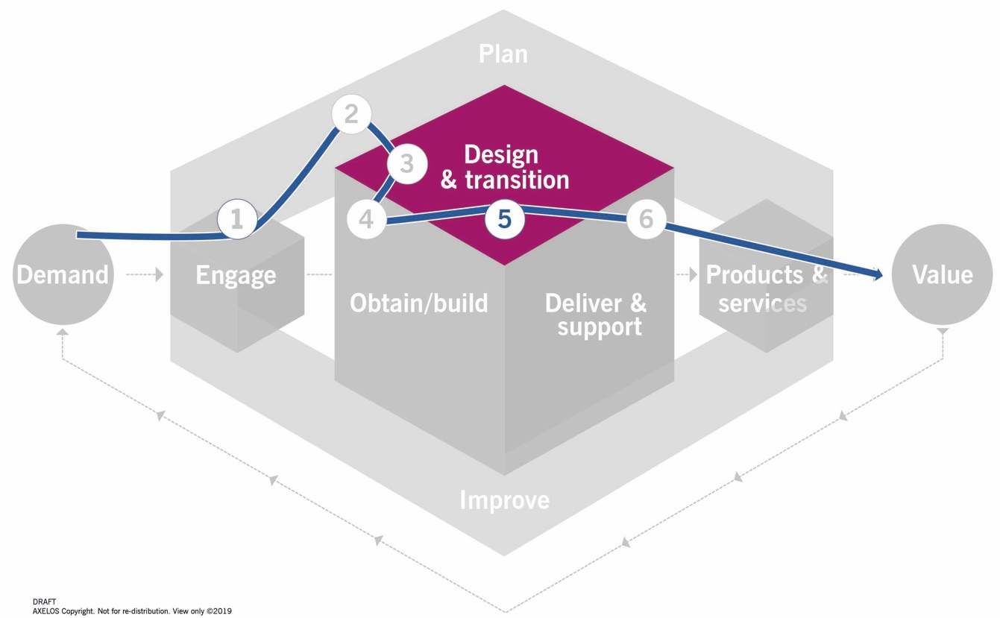 Plan
2
Design
& transition
3
1
4
5
6
Demand
Engage
Products &
services
Value
Obtain/build
Deliver &
support
Improve
DRAFT
AXELOS Copyright. Not for re-distribution. View only ©2019